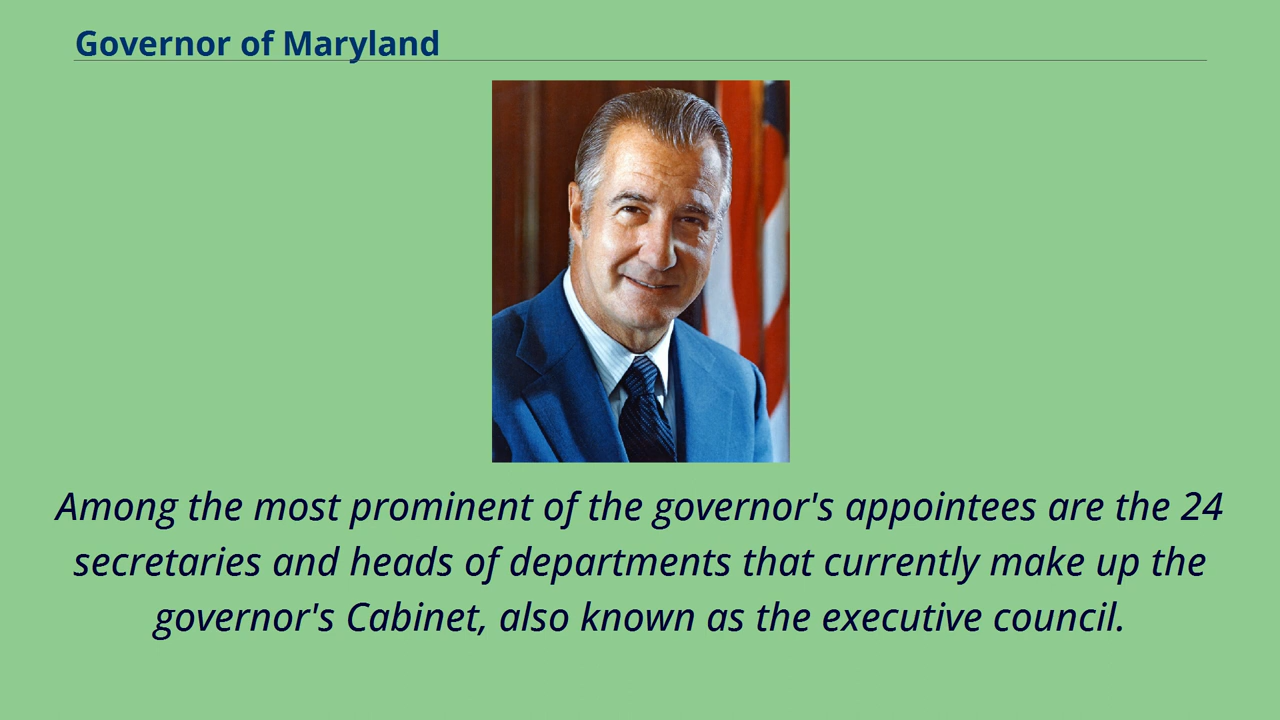 Governor of Maryland
Among the most prominent of the governor's appointees are the 24
secretaries and heads of departments that currently make up the
governor's Cabinet, also known as the executive council.